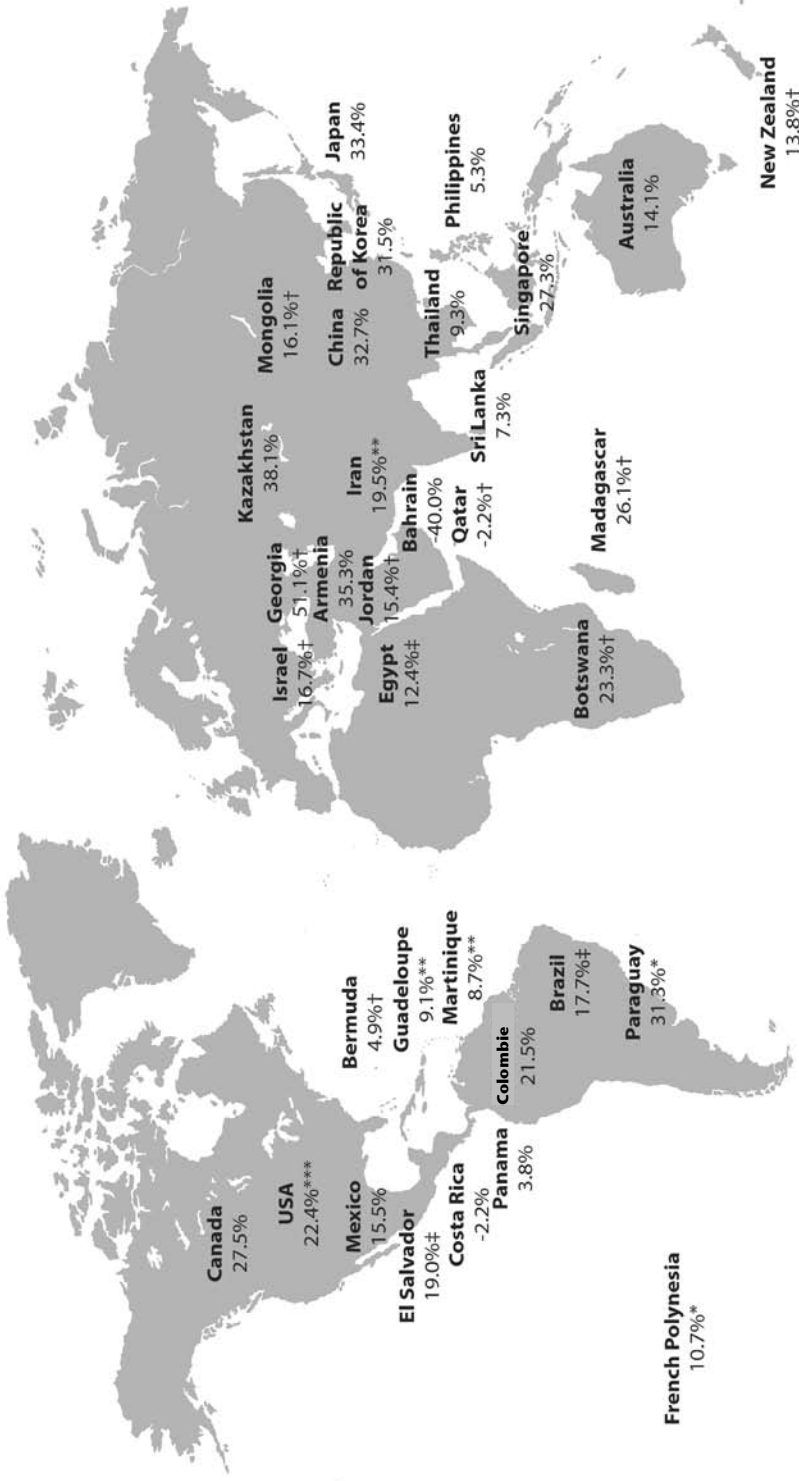 Canada
27.5%
USA
22.4%***
Mexico
15.5%
El Salvador
19.0%‡
Costa Rica
-2.2%
Panama
3.8%
Bermuda
4.9%†
Guadeloupe
9.1%**
Martinique
8.7%**
Colombie
21.5%
Brazil
17.7%‡
Paraguay
31.3%*
French Polynesia
10.7%*
Israel
16.7%†
Georgia
51.1%†
Armenia
35.3%
Jordan
15.4%†
Egypt
12.4%‡
Kazakhstan
38.1%
Iran
19.5%**
Bahrain
-40.0%
Qatar
-2.2%†
Botswana
23.3%†
Madagascar
26.1%†
Mongolia
16.1%†
China
32.7%
Republic
of Korea
31.5%
Japan
33.4%
Thailand
9.3%
Philippines
5.3%
Sri Lanka
7.3%
Singapore
27.3%
Australia
14.1%
New Zealand
13.8%†